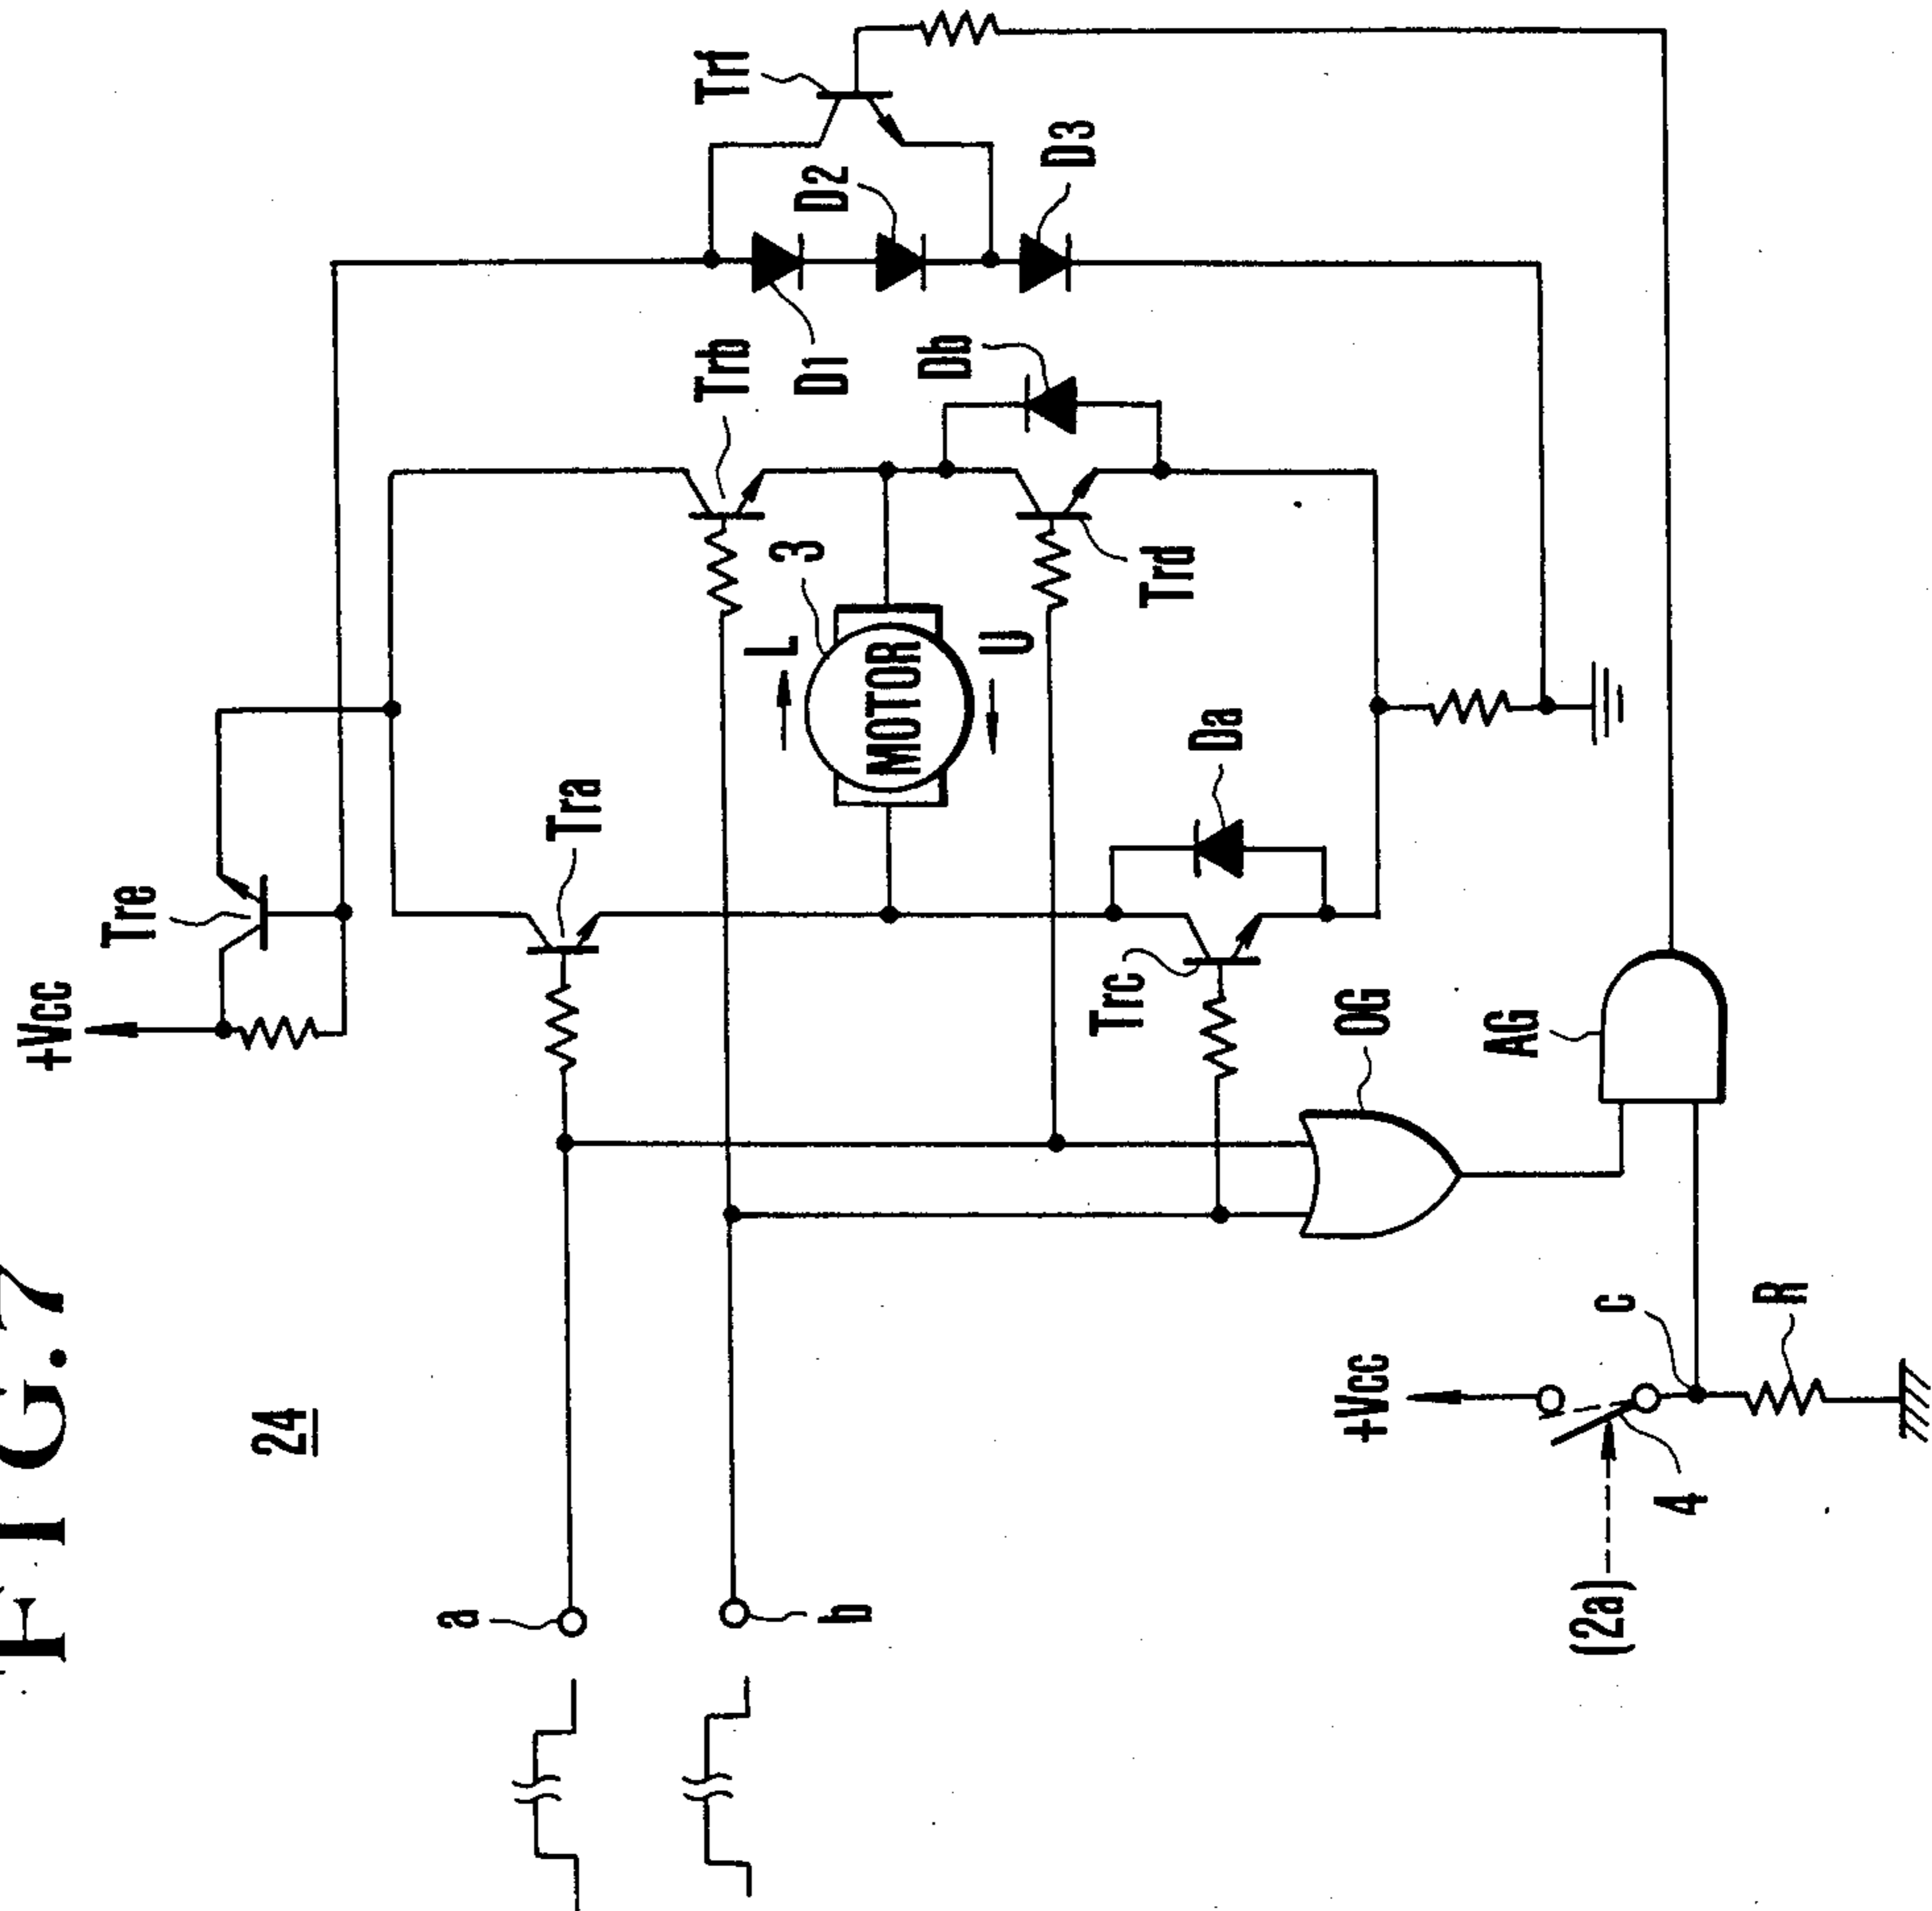 FIG.7
24
+Vcc
Tre
Tra
Trb
Trf
D1
D2
D3
Db
3
L
MOTOR
U
Trd
Da
Trc
OG
AG
a
b
+Vcc
c
R
4
(2a)